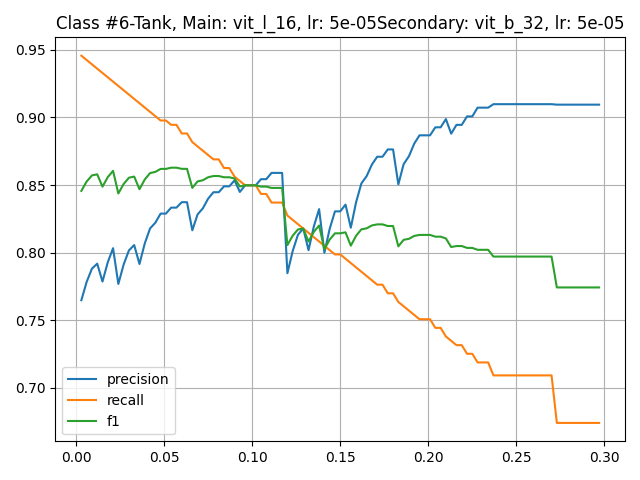 Class #6-Tank, Main: vit_l_16, lr: 5e-05Secondary: vit_b_32, lr: 5e-05
0.95
0.90
0.85
0.80
0.75
0.70
precision
recall
f1
0.00 0.05 0.10 0.15 0.20 0.25 0.30